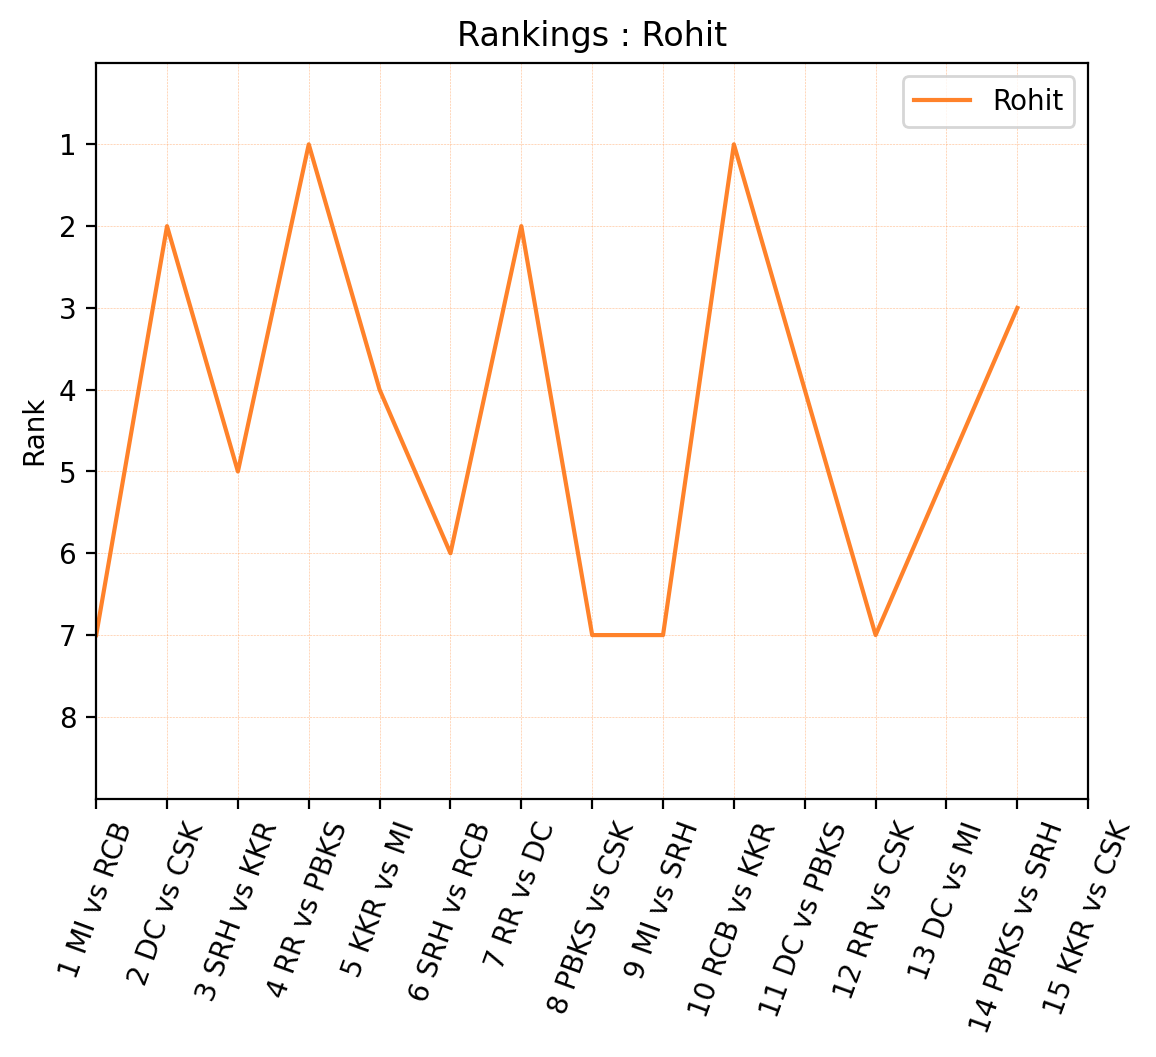 Rankings : Rohit
Rohit
Rank
1
2
3
4
5
6
7
8
1 MI vs RCB
2 DC vs CSK
3 SRH vs KKR
4 RR vs PBKS
5 KKR vs MI
6 SRH vs RCB
7 RR vs DC
8 PBKS vs CSK
9 MI vs SRH
10 RCB vs KKR
11 DC vs PBKS
12 RR vs CSK
13 DC vs MI
14 PBKS vs SRH
15 KKR vs CSK